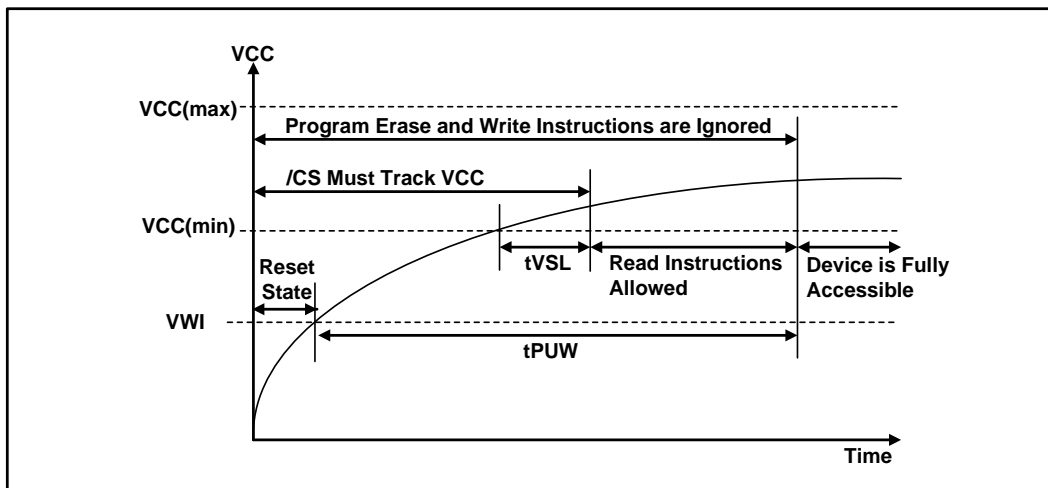 VCC
VCC(max)
Program Erase and Write Instructions are Ignored
/CS Must Track VCC
VCC(min)
tVSL
Read Instructions
Allowed
Device is Fully
Accessible
Reset
State
VWI
tPUW
Time